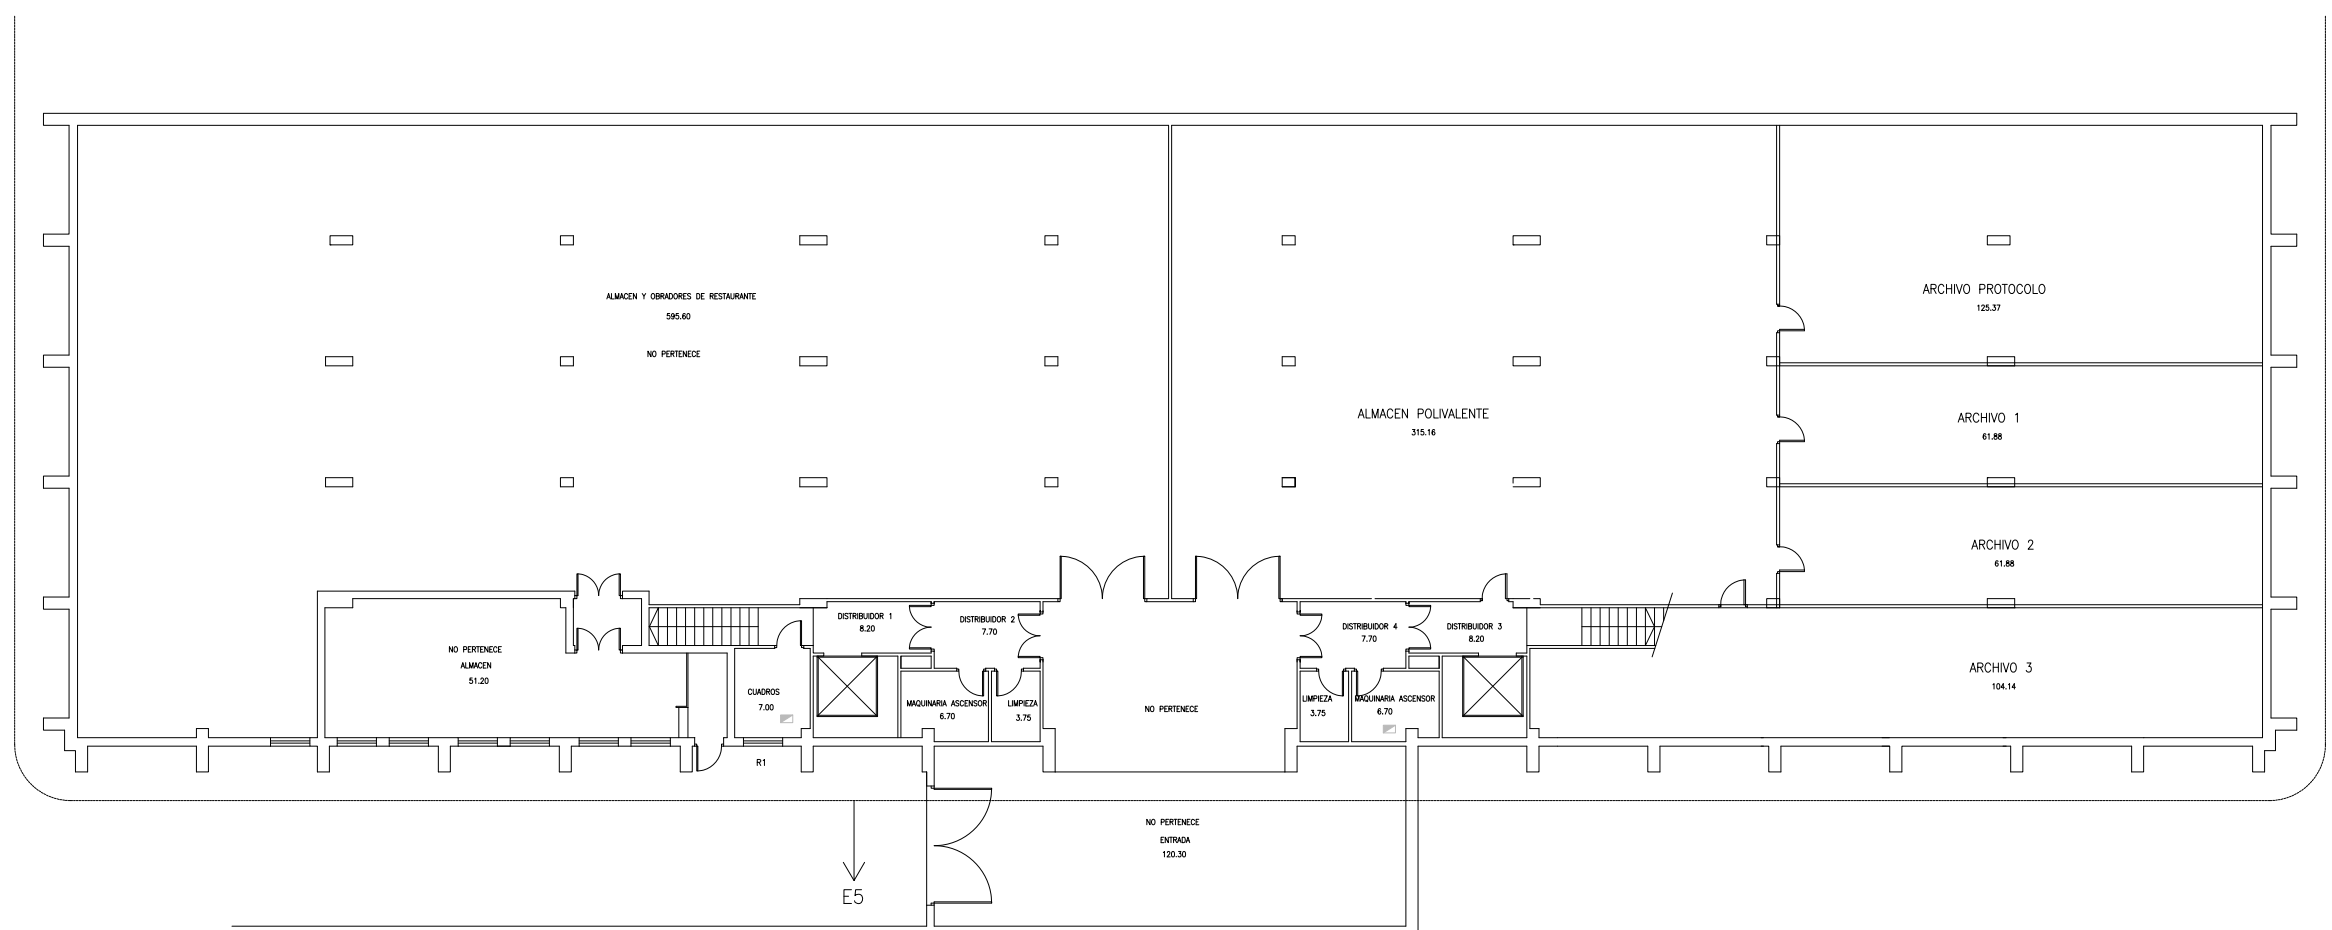 ALMACEN Y OBRADORES DE RESTAURANTE
595.60
NO PERTENECE
ARCHIVO PROTOCOLO
125.37
ALMACEN POLIVALENTE
315.16
ARCHIVO 1
61.88
ARCHIVO 2
61.88
NO PERTENECE
ALMACEN
51.20
DISTRIBUIDOR 1
8.20
DISTRIBUIDOR 2
7.70
DISTRIBUIDOR 4
7.70
DISTRIBUIDOR 3
8.20
ARCHIVO 3
104.14
CUADROS
7.00
MAQUINARIA ASCENSOR
6.70
LIMPIEZA
3.75
NO PERTENECE
LIMPIEZA
3.75
MAQUINARIA ASCENSOR
6.70
R1
NO PERTENECE
ENTRADA
120.30
E5